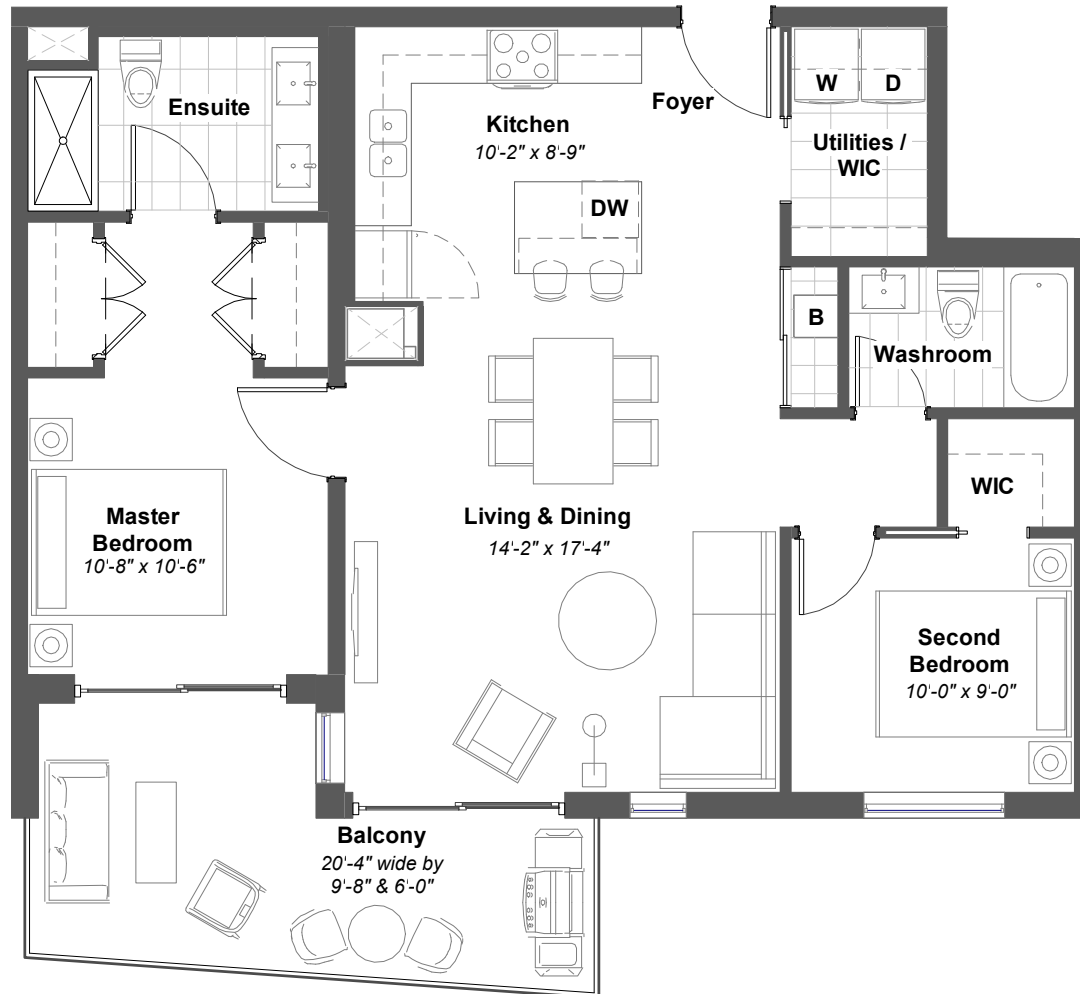 Ensuite
Kitchen
10'-2" x 8'-9"
Foyer
W
D
Utilities /
WIC
DW
B
Washroom
WIC
Master
Bedroom
10'-8" x 10'-6"
Living & Dining
14'-2" x 17'-4"
Second
Bedroom
10'-0" x 9'-0"
Balcony
20'-4" wide by
9'-8" & 6'-0"